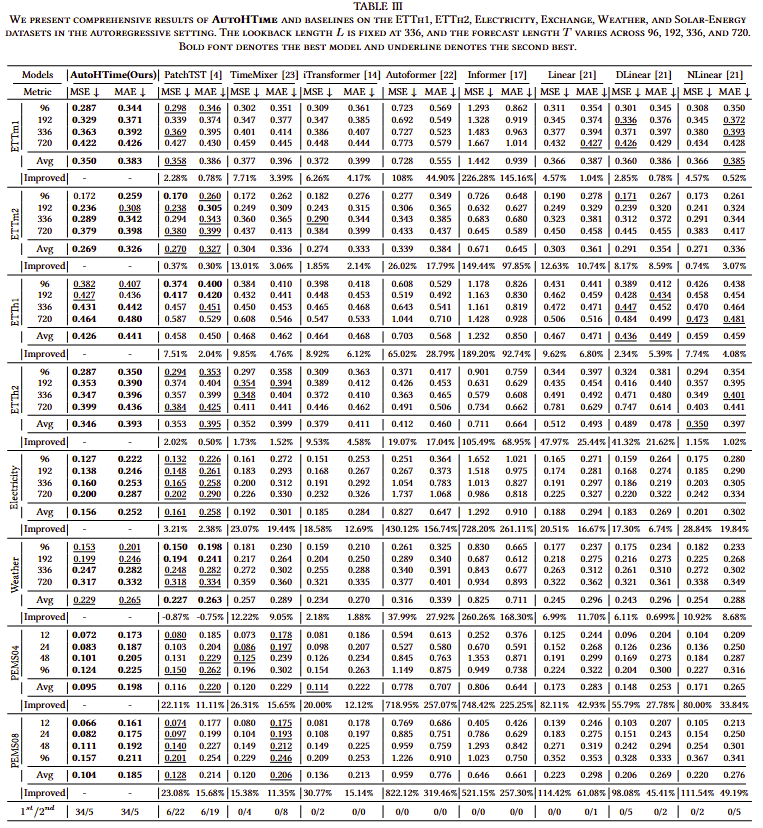 TABLE III
WE PRESENT COMPREHENSIVE RESULTS OF AUTOHTIME AND BASELINES ON THE ETTH1, ETTH2, ELECTRICITY, EXCHANGE, WEATHER, AND SOLAR-ENERGY
DATASETS IN THE AUTOREGRESSIVE SETTING. THE LOOKBACK LENGTH L IS FIXED AT 336, AND THE FORECAST LENGTH T VARIES ACROSS 96, 192, 336, AND 720.
BOLD FONT DENOTES THE BEST MODEL AND UNDERLINE DENOTES THE SECOND BEST.
Models AutoHTime(Ours) PatchTST [4] TimeMixer [23] iTransformer [14] Autoformer [22] Informer [17] Linear [21] DLinear [21] NLinear [21]
Metric MSE ↓ MAE ↓ MSE ↓ MAE ↓ MSE ↓ MAE ↓ MSE ↓ MAE ↓ MSE ↓ MAE ↓ MSE ↓ MAE ↓ MSE ↓ MAE ↓ MSE ↓ MAE ↓ MSE ↓ MAE ↓
ETTm1
96 0.287 0.344 0.298 0.346 0.302 0.351 0.309 0.361 0.723 0.569 1.293 0.862 0.311 0.354 0.301 0.345 0.308 0.350
192 0.329 0.371 0.339 0.374 0.347 0.377 0.347 0.385 0.692 0.549 1.328 0.919 0.345 0.374 0.336 0.376 0.345 0.372
336 0.363 0.392 0.369 0.395 0.401 0.414 0.386 0.407 0.727 0.523 1.483 0.963 0.377 0.394 0.371 0.397 0.380 0.393
720 0.422 0.426 0.427 0.430 0.459 0.445 0.448 0.444 0.773 0.579 1.667 1.014 0.432 0.427 0.426 0.429 0.434 0.428
Avg 0.350 0.383 0.358 0.386 0.377 0.396 0.372 0.399 0.728 0.555 1.442 0.939 0.366 0.387 0.360 0.386 0.366 0.385
Improved - - 2.28% 0.78% 7.71% 3.39% 6.26% 4.17% 108% 44.90% 226.28% 145.16% 4.57% 1.04% 2.85% 0.78% 4.57% 0.52%
ETTm2
96 0.172 0.259 0.170 0.260 0.172 0.262 0.182 0.276 0.277 0.349 0.726 0.648 0.190 0.278 0.171 0.267 0.173 0.261
192 0.236 0.308 0.238 0.305 0.249 0.309 0.243 0.315 0.306 0.365 0.632 0.627 0.249 0.329 0.239 0.320 0.241 0.324
336 0.289 0.342 0.294 0.343 0.360 0.365 0.290 0.344 0.343 0.385 0.683 0.680 0.323 0.381 0.312 0.372 0.291 0.344
720 0.379 0.398 0.380 0.399 0.437 0.413 0.384 0.399 0.433 0.437 0.645 0.589 0.450 0.458 0.445 0.455 0.383 0.417
Avg 0.269 0.326 0.270 0.327 0.304 0.336 0.274 0.333 0.339 0.384 0.671 0.645 0.303 0.361 0.291 0.354 0.271 0.336
Improved - - 0.37% 0.30% 13.01% 3.06% 1.85% 2.14% 26.02% 17.79% 149.44% 97.85% 12.63% 10.74% 8.17% 8.59% 0.74% 3.07%
ETTh1
96 0.382 0.407 0.374 0.400 0.384 0.410 0.398 0.418 0.608 0.529 1.178 0.826 0.431 0.441 0.389 0.412 0.426 0.438
192 0.427 0.436 0.417 0.420 0.432 0.441 0.448 0.453 0.519 0.492 1.163 0.830 0.462 0.459 0.428 0.434 0.458 0.454
336 0.431 0.442 0.457 0.451 0.450 0.453 0.465 0.468 0.643 0.541 1.161 0.819 0.472 0.471 0.447 0.452 0.470 0.464
720 0.464 0.480 0.587 0.529 0.608 0.546 0.547 0.533 1.044 0.710 1.428 0.928 0.506 0.516 0.484 0.499 0.473 0.481
Avg 0.426 0.441 0.458 0.450 0.468 0.462 0.464 0.468 0.703 0.568 1.232 0.850 0.467 0.471 0.436 0.449 0.459 0.459
Improved - - 7.51% 2.04% 9.85% 4.76% 8.92% 6.12% 65.02% 28.79% 189.20% 92.74% 9.62% 6.80% 2.34% 5.39% 7.74% 4.08%
ETTh2
96 0.287 0.350 0.294 0.353 0.297 0.358 0.309 0.363 0.371 0.417 0.901 0.759 0.344 0.397 0.324 0.381 0.294 0.354
192 0.353 0.390 0.374 0.404 0.354 0.394 0.389 0.412 0.426 0.453 0.631 0.629 0.435 0.454 0.416 0.440 0.357 0.395
336 0.347 0.396 0.357 0.399 0.348 0.404 0.372 0.410 0.363 0.465 0.579 0.608 0.491 0.492 0.471 0.480 0.349 0.401
720 0.399 0.436 0.384 0.425 0.411 0.441 0.446 0.462 0.491 0.506 0.734 0.662 0.781 0.629 0.747 0.614 0.403 0.441
Avg 0.346 0.393 0.353 0.395 0.352 0.399 0.379 0.411 0.412 0.460 0.711 0.664 0.512 0.493 0.489 0.478 0.350 0.397
Improved - - 2.02% 0.50% 1.73% 1.52% 9.53% 4.58% 19.07% 17.04% 105.49% 68.95% 47.97% 25.44% 41.32% 21.62% 1.15% 1.02%
Electricity
96 0.127 0.222 0.132 0.226 0.161 0.272 0.151 0.253 0.251 0.364 1.652 1.021 0.165 0.271 0.159 0.264 0.175 0.280
192 0.138 0.246 0.148 0.261 0.183 0.293 0.168 0.267 0.267 0.373 1.518 0.975 0.174 0.281 0.168 0.274 0.185 0.290
336 0.160 0.253 0.165 0.258 0.200 0.312 0.191 0.292 1.054 0.783 1.013 0.827 0.191 0.297 0.186 0.291 0.203 0.305
720 0.200 0.287 0.202 0.290 0.226 0.330 0.232 0.326 1.737 1.068 0.986 0.818 0.225 0.327 0.220 0.322 0.242 0.334
Avg 0.156 0.252 0.161 0.258 0.192 0.301 0.185 0.284 0.827 0.647 1.292 0.910 0.188 0.294 0.183 0.269 0.201 0.302
Improved - - 3.21% 2.38% 23.07% 19.44% 18.58% 12.69% 430.12% 156.74% 728.20% 261.11% 20.51% 16.67% 17.30% 6.74% 28.84% 19.84%
Weather
96 0.153 0.201 0.150 0.198 0.181 0.230 0.159 0.210 0.261 0.325 0.830 0.665 0.177 0.237 0.175 0.234 0.182 0.233
192 0.199 0.246 0.194 0.241 0.217 0.264 0.204 0.250 0.289 0.340 0.687 0.612 0.218 0.275 0.216 0.273 0.225 0.268
336 0.247 0.282 0.248 0.282 0.272 0.302 0.255 0.288 0.340 0.391 0.843 0.677 0.263 0.312 0.261 0.310 0.272 0.302
720 0.317 0.332 0.318 0.334 0.359 0.360 0.321 0.335 0.377 0.401 0.934 0.893 0.322 0.362 0.321 0.361 0.338 0.349
Avg 0.229 0.265 0.227 0.263 0.257 0.289 0.234 0.270 0.316 0.339 0.825 0.711 0.245 0.296 0.243 0.296 0.254 0.288
Improved - - -0.87% -0.75% 12.22% 9.05% 2.18% 1.88% 37.99% 27.92% 260.26% 168.30% 6.99% 11.70% 6.11% 0.699% 10.92% 8.68%
PEMS04
12 0.072 0.173 0.080 0.185 0.073 0.178 0.081 0.186 0.594 0.613 0.252 0.376 0.125 0.244 0.096 0.204 0.104 0.209
24 0.083 0.187 0.103 0.204 0.086 0.197 0.098 0.207 0.527 0.580 0.670 0.591 0.152 0.268 0.126 0.236 0.136 0.250
48 0.101 0.205 0.131 0.229 0.125 0.239 0.126 0.234 0.845 0.763 1.353 0.871 0.191 0.299 0.169 0.273 0.184 0.287
96 0.124 0.225 0.150 0.262 0.196 0.302 0.154 0.263 1.149 0.875 0.949 0.738 0.224 0.322 0.204 0.300 0.227 0.316
Avg 0.095 0.198 0.116 0.220 0.129 0.229 0.114 0.222 0.778 0.707 0.806 0.644 0.173 0.283 0.148 0.253 0.171 0.265
Improved - - 22.11% 11.11% 26.31% 15.65% 20.00% 12.12% 718.95% 257.07% 748.42% 225.25% 82.11% 42.93% 55.79% 27.78% 80.00% 33.84%
PEMS08
12 0.066 0.161 0.074 0.177 0.080 0.175 0.081 0.178 0.769 0.686 0.405 0.426 0.139 0.246 0.103 0.207 0.105 0.213
24 0.082 0.175 0.097 0.199 0.104 0.193 0.108 0.197 0.885 0.751 0.786 0.629 0.183 0.275 0.151 0.243 0.154 0.250
48 0.111 0.192 0.140 0.227 0.149 0.212 0.149 0.225 0.959 0.759 1.293 0.842 0.271 0.317 0.242 0.294 0.254 0.301
96 0.157 0.211 0.201 0.254 0.229 0.246 0.209 0.253 1.226 0.910 1.023 0.750 0.352 0.353 0.328 0.333 0.367 0.341
Avg 0.104 0.185 0.128 0.214 0.120 0.206 0.136 0.213 0.959 0.776 0.646 0.661 0.223 0.298 0.206 0.269 0.220 0.276
Improved - - 23.08% 15.68% 15.38% 11.35% 30.77% 15.14% 822.12% 319.46% 521.15% 257.30% 114.42% 61.08% 98.08% 45.41% 111.54% 49.19%
1st/2nd 34/5 34/5 6/22 6/19 0/4 0/8 0/2 0/0 0/0 0/0 0/0 0/0 0/0 0/1 0/5 0/2 0/2 0/5